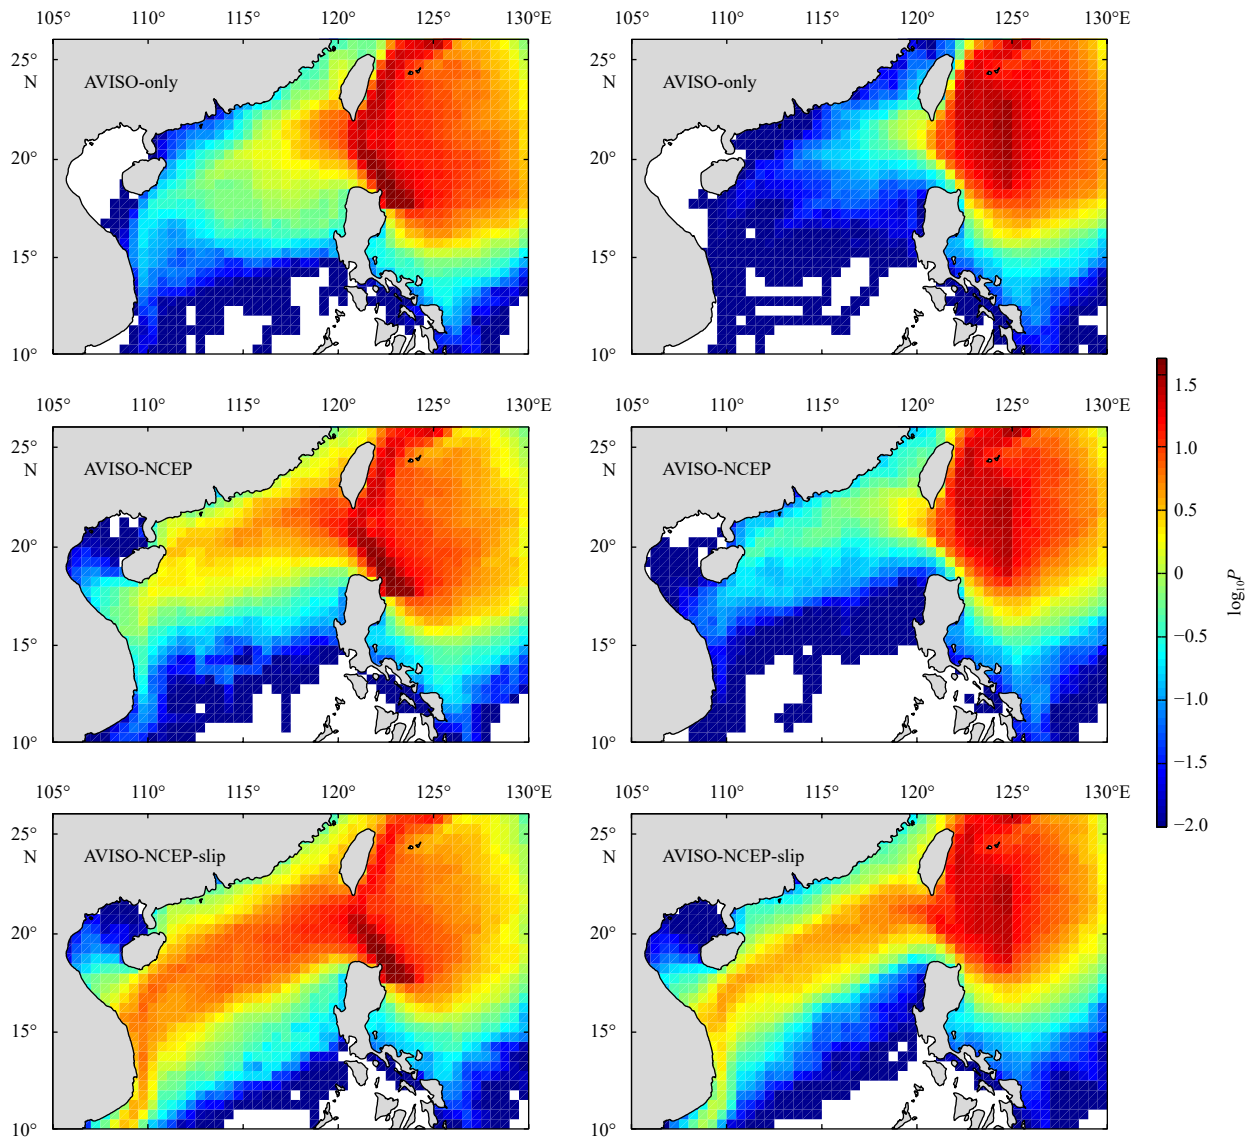 105° 110° 115° 120° 125° 130°E 105° 110° 115° 120° 125° 130°E
25° 25°
N AVISO-only N AVISO-only
20° 20°
15° 15°
10° 10°
105° 110° 115° 120° 125° 130°E 105° 110° 115° 120° 125° 130°E
1.5
25° 25° 1.0
N AVISO-NCEP N AVISO-NCEP
0.5
20° 20°
0
log₁₀P
−0.5
15° 15°
−1.0
10° 10°
−1.5
105° 110° 115° 120° 125° 130°E 105° 110° 115° 120° 125° 130°E
−2.0
25° 25°
N AVISO-NCEP-slip N AVISO-NCEP-slip
20° 20°
15° 15°
10° 10°